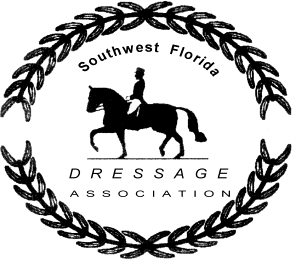 Southwest Florida
DRESSAGE
ASSOCIATION